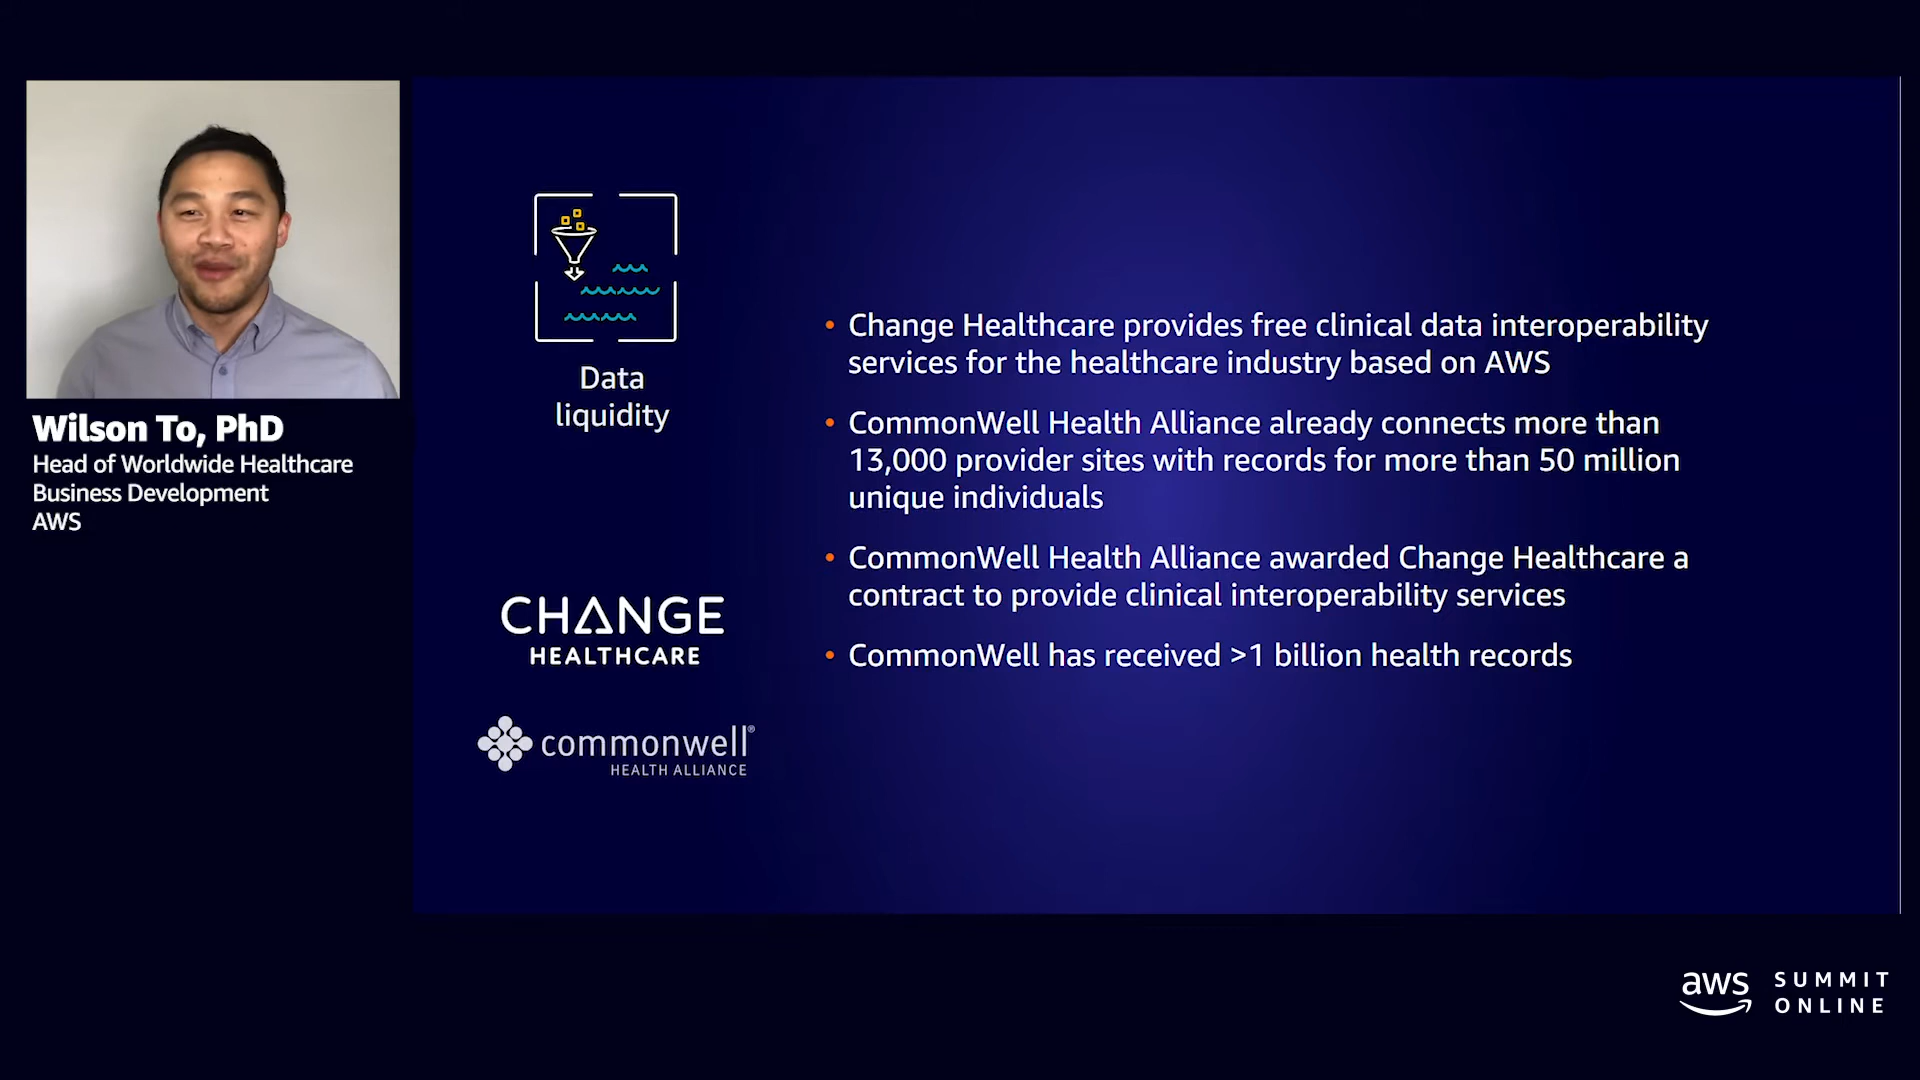 Wilson To, PhD
Head of Worldwide Healthcare
Business Development
AWS
Data
liquidity
CHANGE
HEALTHCARE
commonwell®
HEALTH ALLIANCE
• Change Healthcare provides free clinical data interoperability
services for the healthcare industry based on AWS
• CommonWell Health Alliance already connects more than
13,000 provider sites with records for more than 50 million
unique individuals
• CommonWell Health Alliance awarded Change Healthcare a
contract to provide clinical interoperability services
• CommonWell has received >1 billion health records
aws SUMMIT
ONLINE